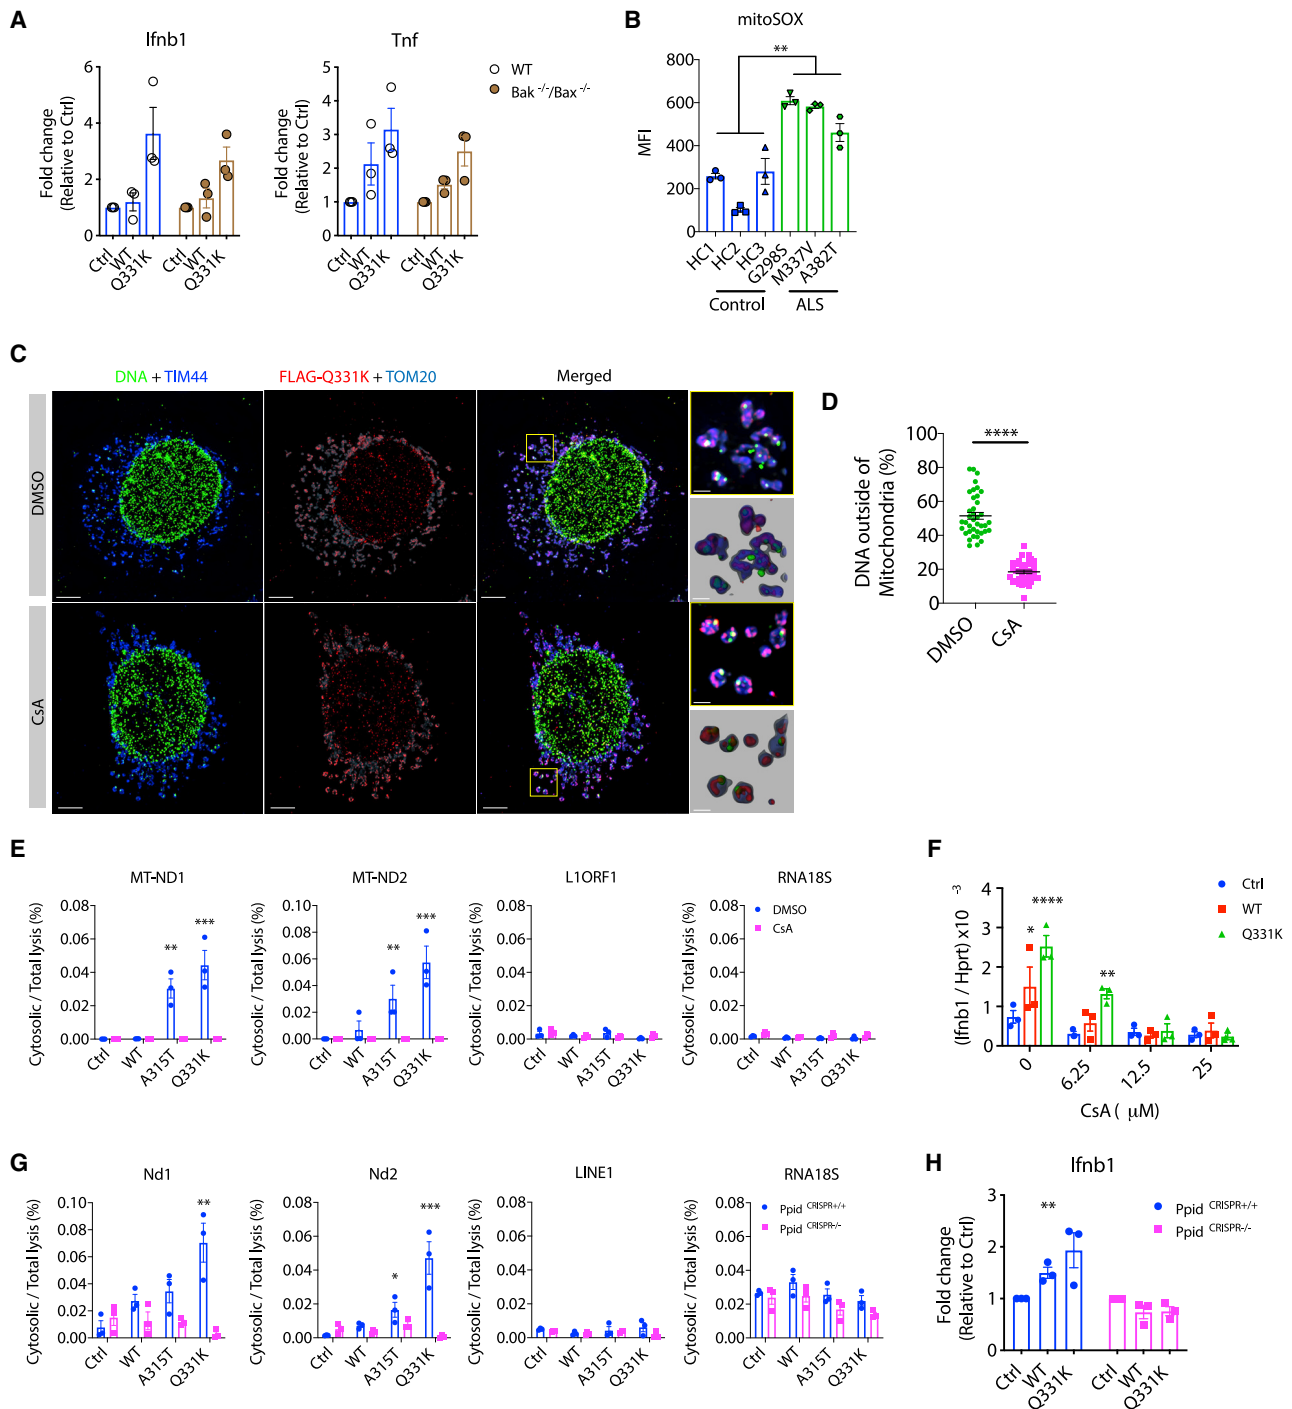 A
Ifnb1
Tnf
WT
Bak -/-/Bax -/-
Fold change
(Relative to Ctrl)
6
4
2
0
Ctrl
WT
Q331K
Ctrl
WT
Q331K
Fold change
(Relative to Ctrl)
5
4
3
2
1
0
Ctrl
WT
Q331K
Ctrl
WT
Q331K
B
mitoSOX
**
MFI
800
600
400
200
0
HC1
HC2
HC3
G298S
M337V
A382T
Control
ALS
C
DNA + TIM44
FLAG-Q331K + TOM20
Merged
DMSO
CsA
D
****
DNA outside of
Mitochondria (%)
100
80
60
40
20
0
DMSO
CsA
E
MT-ND1
Cytosolic / Total lysis (%)
0.08
0.06
0.04
0.02
0.00
** ***
Ctrl
WT
A315T
Q331K
MT-ND2
Cytosolic / Total lysis (%)
0.10
0.08
0.06
0.04
0.02
0.00
** ***
Ctrl
WT
A315T
Q331K
L1ORF1
Cytosolic / Total lysis (%)
0.08
0.06
0.04
0.02
0.00
Ctrl
WT
A315T
Q331K
RNA18S
DMSO
CsA
Cytosolic / Total lysis (%)
0.08
0.06
0.04
0.02
0.00
Ctrl
WT
A315T
Q331K
F
(Ifnb1 / Hprt) x10 -3
4
3
2
1
0
* **** **
Ctrl
WT
Q331K
0
6.25
12.5
25
CsA ( μM)
G
Nd1
Cytosolic / Total lysis (%)
0.10
0.08
0.06
0.04
0.02
0.00
**
Ctrl
WT
A315T
Q331K
Nd2
Cytosolic / Total lysis (%)
0.08
0.06
0.04
0.02
0.00
* ***
Ctrl
WT
A315T
Q331K
LINE1
Cytosolic / Total lysis (%)
0.08
0.06
0.04
0.02
0.00
Ctrl
WT
A315T
Q331K
RNA18S
Ppid CRISPR+/+
Ppid CRISPR-/-
Cytosolic / Total lysis (%)
0.08
0.06
0.04
0.02
0.00
Ctrl
WT
A315T
Q331K
H
Ifnb1
Fold change
(Relative to Ctrl)
3
2
1
0
**
Ppid CRISPR+/+
Ppid CRISPR-/-
Ctrl
WT
Q331K
Ctrl
WT
Q331K